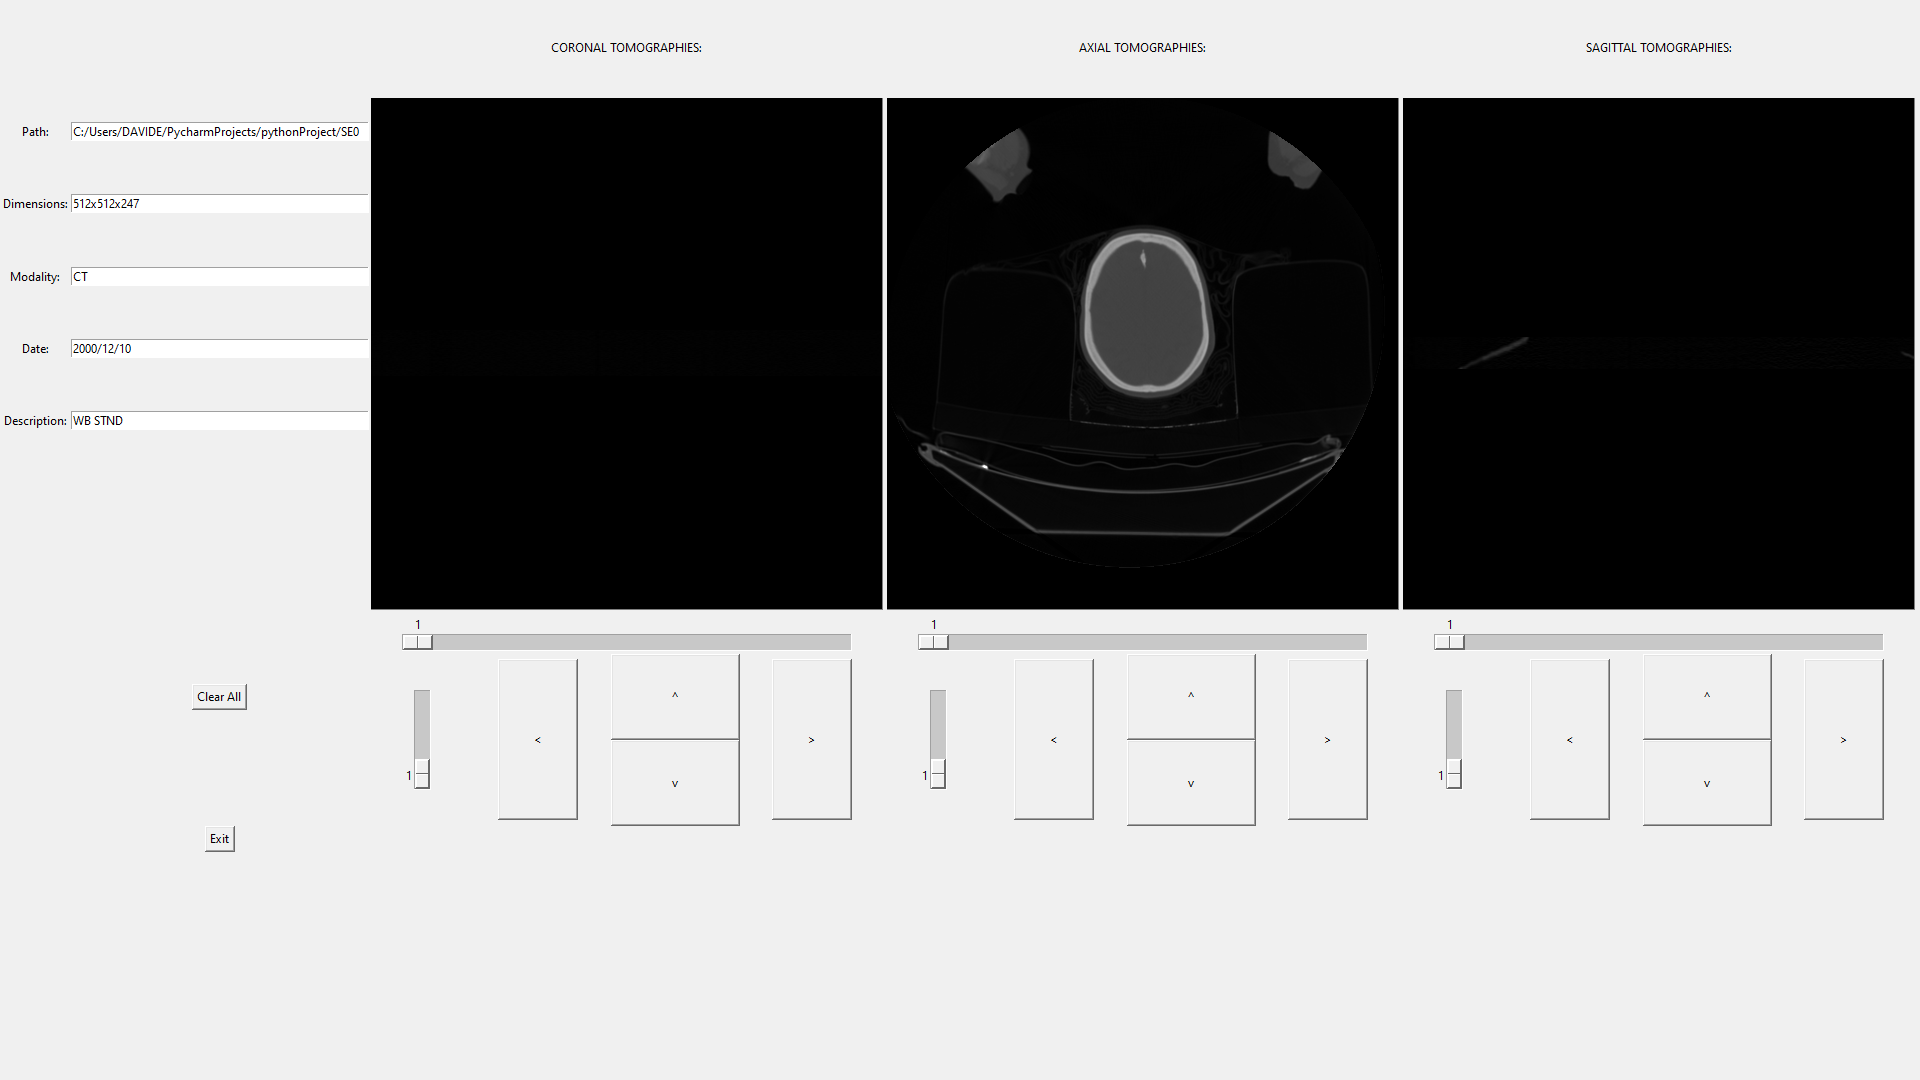 CORONAL TOMOGRAPHIES:
AXIAL TOMOGRAPHIES:
SAGITTAL TOMOGRAPHIES:
Path: C:/Users/DAVIDE/PycharmProjects/pythonProject/SE0
Dimensions: 512x512x247
Modality: CT
Date: 2000/12/10
Description: WB STND
Clear All
Exit
1
1
< ^ v >
1
1
< ^ v >
1
1
< ^ v >